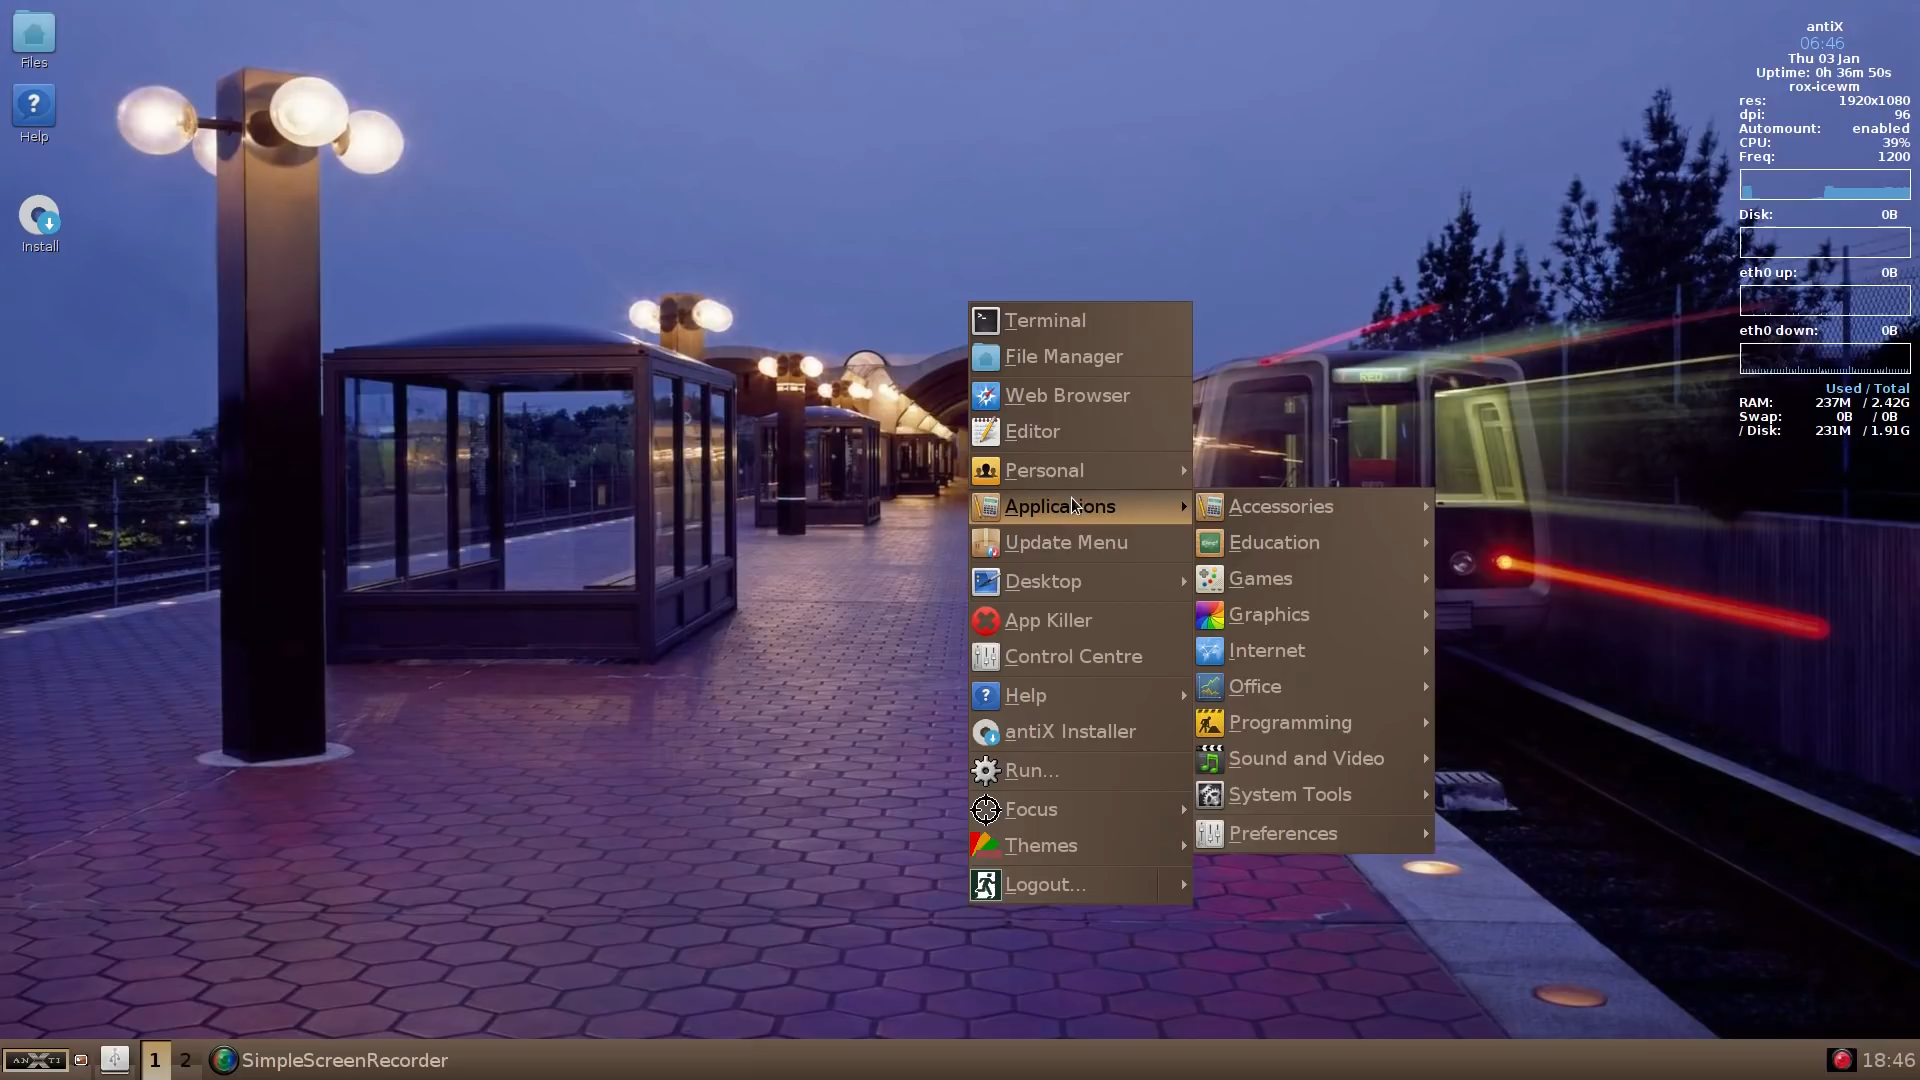 Files
Help
Install
antiX
06:46
Thu 03 Jan
Uptime: 0h 36m 50s
rox-icewm
res: 1920x1080
dpi: 96
Automount: enabled
CPU: 39%
Freq: 1200
Disk: 0B
eth0 up: 0B
eth0 down: 0B
Used / Total
RAM: 237M / 2.42G
Swap: 0B / 0B
/ Disk: 231M / 1.91G
RED
Terminal
File Manager
Web Browser
Editor
Personal
Applications
Update Menu
Desktop
App Killer
Control Centre
Help
antiX Installer
Run...
Focus
Themes
Logout...
Accessories
Education
Games
Graphics
Internet
Office
Programming
Sound and Video
System Tools
Preferences
ANXTI
1
2
SimpleScreenRecorder
18:46